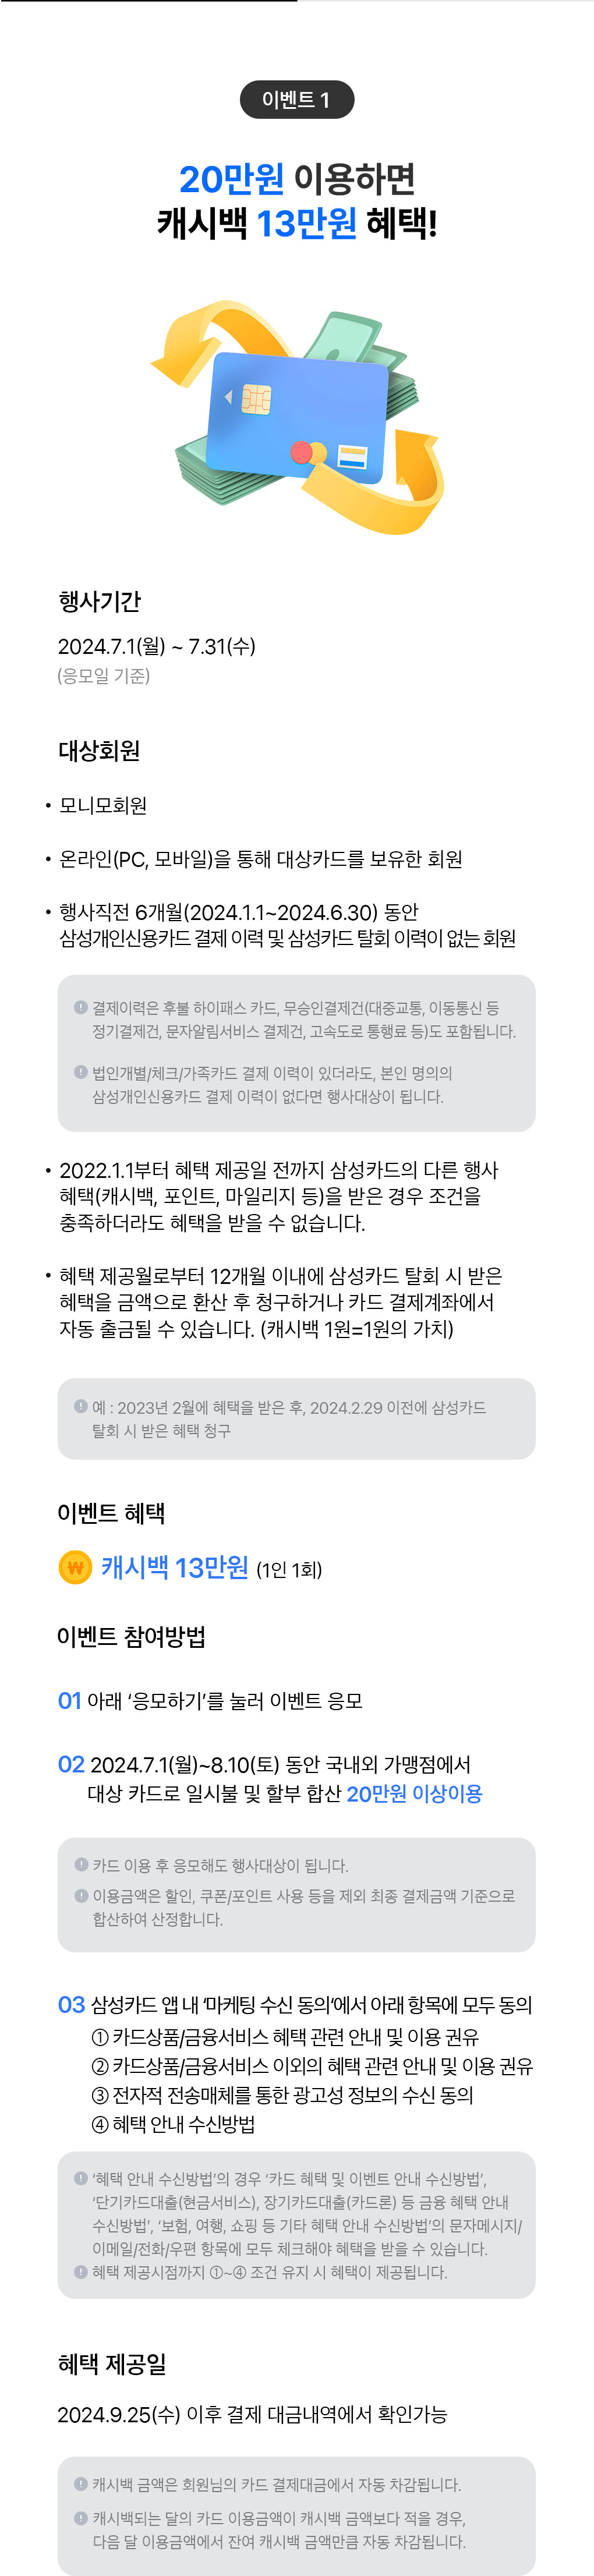 이벤트 1
20만원 이용하면
캐시백 13만원 혜택!
행사기간
2024.7.1(월) ~ 7.31(수)
(응모일 기준)
대상회원
• 모니모회원
• 온라인(PC, 모바일)을 통해 대상카드를 보유한 회원
• 행사직전 6개월(2024.1.1~2024.6.30) 동안
삼성개인신용카드 결제 이력 및 삼성카드 탈회 이력이 없는 회원
! 결제이력은 후불 하이패스 카드, 무승인결제건(대중교통, 이동통신 등
정기결제건, 문자알림서비스 결제건, 고속도로 통행료 등)도 포함됩니다.
! 법인개별/체크/가족카드 결제 이력이 있더라도, 본인 명의의
삼성개인신용카드 결제 이력이 없다면 행사대상이 됩니다.
• 2022.1.1부터 혜택 제공일 전까지 삼성카드의 다른 행사
혜택(캐시백, 포인트, 마일리지 등)을 받은 경우 조건을
충족하더라도 혜택을 받을 수 없습니다.
• 혜택 제공월로부터 12개월 이내에 삼성카드 탈회 시 받은
혜택을 금액으로 환산 후 청구하거나 카드 결제계좌에서
자동 출금될 수 있습니다. (캐시백 1원=1원의 가치)
! 예 : 2023년 2월에 혜택을 받은 후, 2024.2.29 이전에 삼성카드
탈회 시 받은 혜택 청구
이벤트 혜택
₩ 캐시백 13만원 (1인 1회)
이벤트 참여방법
01 아래 ‘응모하기’를 눌러 이벤트 응모
02 2024.7.1(월)~8.10(토) 동안 국내외 가맹점에서
대상 카드로 일시불 및 할부 합산 20만원 이상이용
! 카드 이용 후 응모해도 행사대상이 됩니다.
! 이용금액은 할인, 쿠폰/포인트 사용 등을 제외 최종 결제금액 기준으로
합산하여 산정합니다.
03 삼성카드 앱 내 ‘마케팅 수신 동의’에서 아래 항목에 모두 동의
① 카드상품/금융서비스 혜택 관련 안내 및 이용 권유
② 카드상품/금융서비스 이외의 혜택 관련 안내 및 이용 권유
③ 전자적 전송매체를 통한 광고성 정보의 수신 동의
④ 혜택 안내 수신방법
! ‘혜택 안내 수신방법’의 경우 ‘카드 혜택 및 이벤트 안내 수신방법’,
‘단기카드대출(현금서비스), 장기카드대출(카드론) 등 금융 혜택 안내
수신방법’, ‘보험, 여행, 쇼핑 등 기타 혜택 안내 수신방법’의 문자메시지/
이메일/전화/우편 항목에 모두 체크해야 혜택을 받을 수 있습니다.
! 혜택 제공시점까지 ①~④ 조건 유지 시 혜택이 제공됩니다.
혜택 제공일
2024.9.25(수) 이후 결제 대금내역에서 확인가능
! 캐시백 금액은 회원님의 카드 결제대금에서 자동 차감됩니다.
! 캐시백되는 달의 카드 이용금액이 캐시백 금액보다 적을 경우,
다음 달 이용금액에서 잔여 캐시백 금액만큼 자동 차감됩니다.